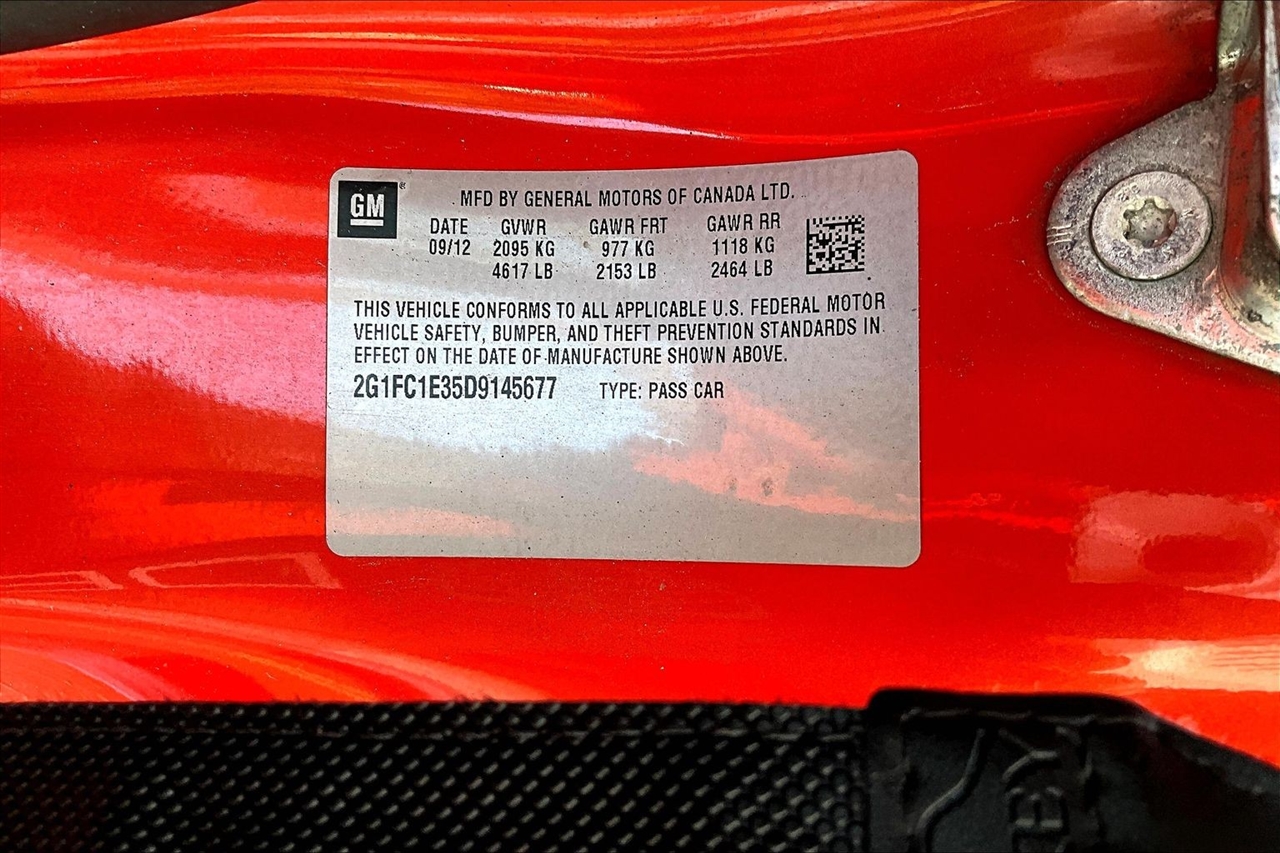 GM
MFD BY GENERAL MOTORS OF CANADA LTD.
DATE GVWR GAWR FRT GAWR RR
09/12 2095 KG 977 KG 1118 KG
4617 LB 2153 LB 2464 LB
THIS VEHICLE CONFORMS TO ALL APPLICABLE U.S. FEDERAL MOTOR
VEHICLE SAFETY, BUMPER, AND THEFT PREVENTION STANDARDS IN
EFFECT ON THE DATE OF MANUFACTURE SHOWN ABOVE.
2G1FC1E35D9145677 TYPE: PASS CAR